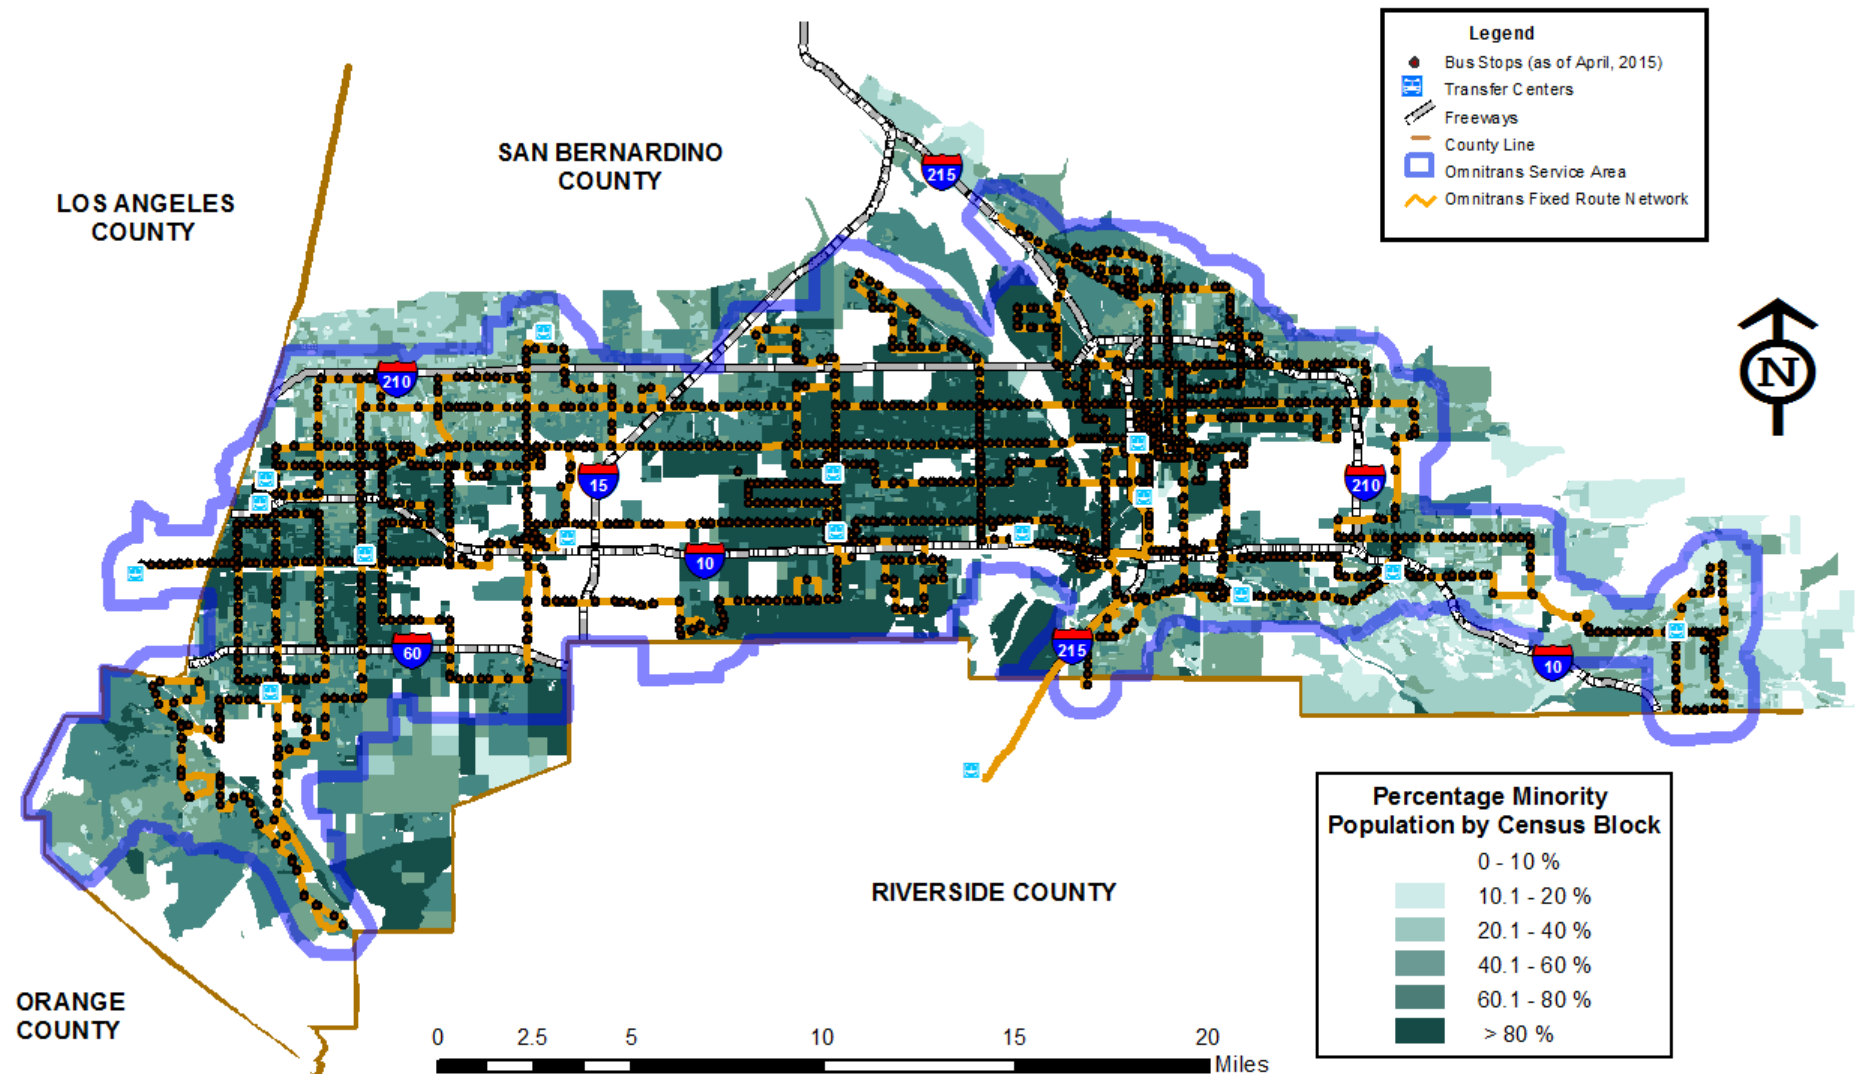 Legend
Bus Stops (as of April, 2015)
Transfer Centers
Freeways
County Line
Omnitrans Service Area
Omnitrans Fixed Route Network
SAN BERNARDINO
COUNTY
LOS ANGELES
COUNTY
215
N
210
15
210
10
60
215
10
RIVERSIDE COUNTY
ORANGE
COUNTY
Percentage Minority
Population by Census Block
0 - 10 %
10.1 - 20 %
20.1 - 40 %
40.1 - 60 %
60.1 - 80 %
> 80 %
0 2.5 5 10 15 20
Miles